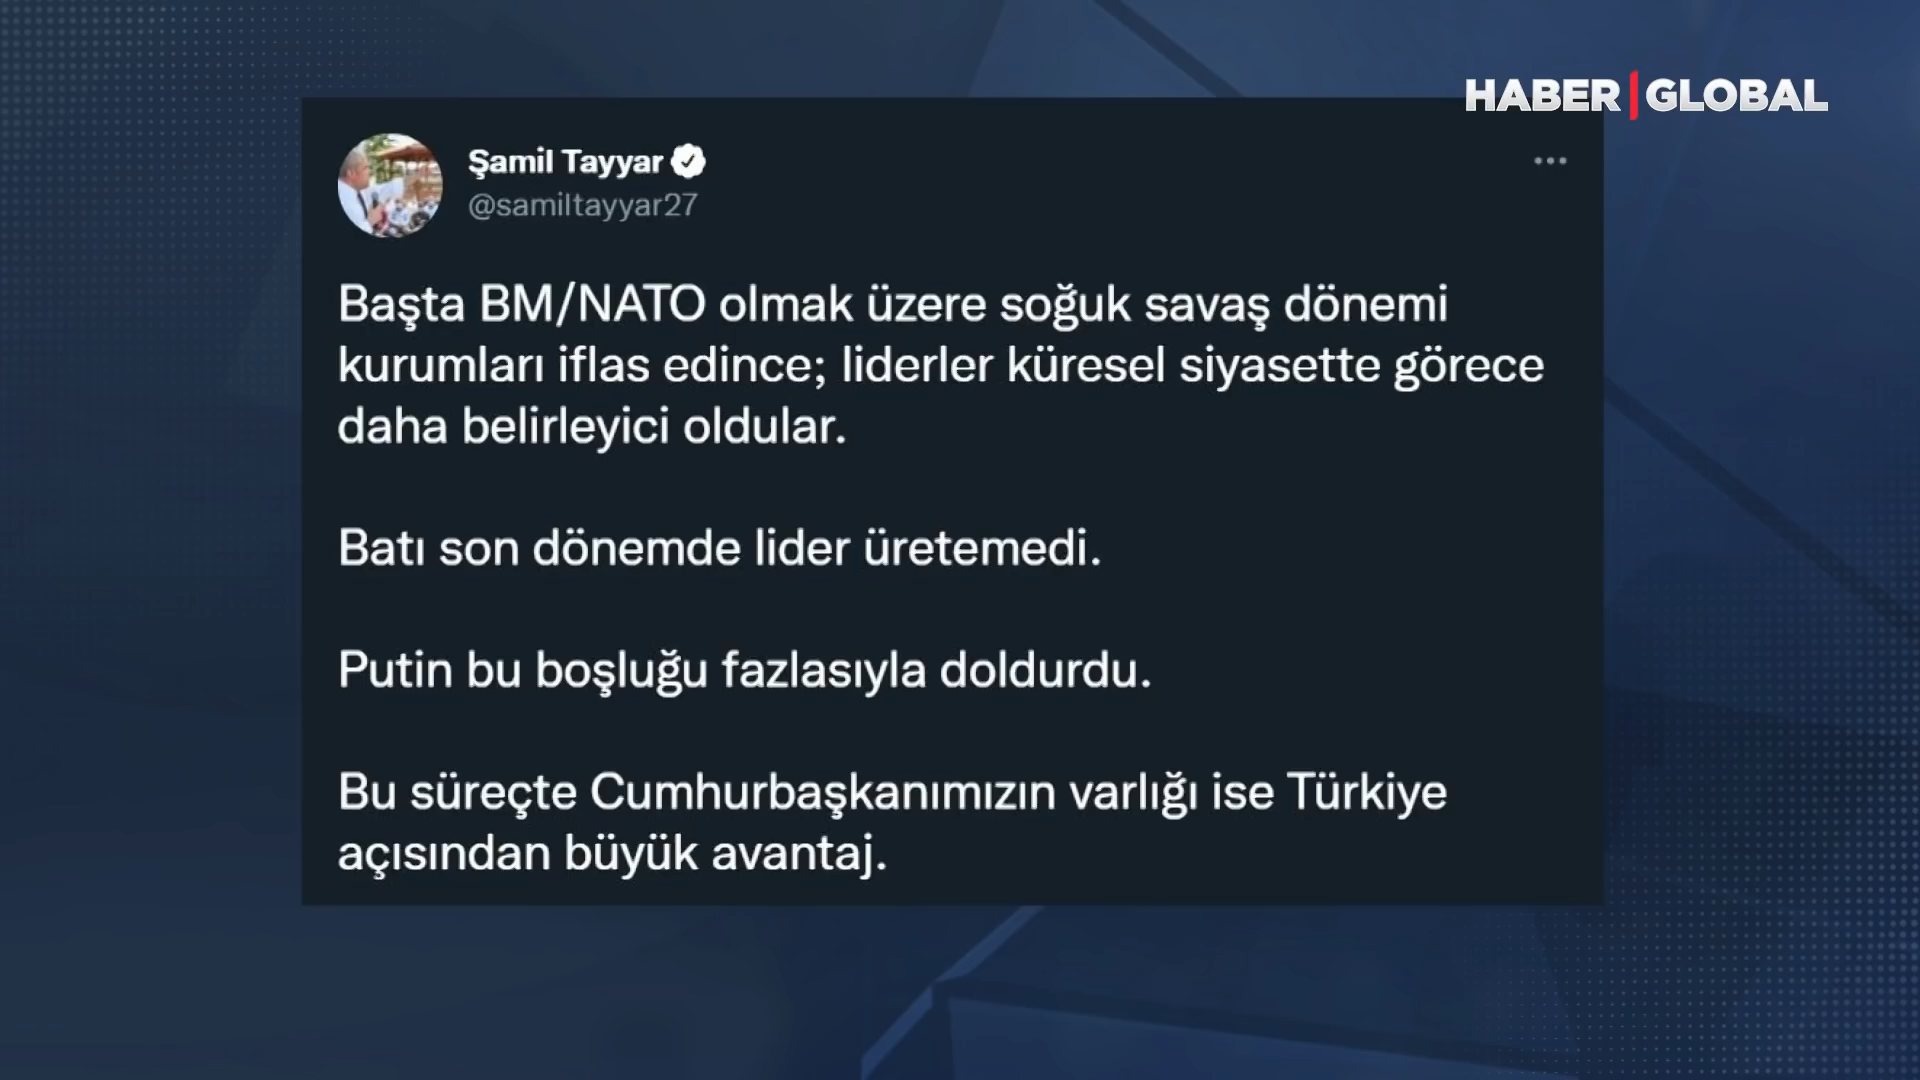 HABER GLOBAL
Şamil Tayyar
@samiltayyar27
Başta BM/NATO olmak üzere soğuk savaş dönemi
kurumları iflas edince; liderler küresel siyasette görece
daha belirleyici oldular.
Batı son dönemde lider üretemedi.
Putin bu boşluğu fazlasıyla doldurdu.
Bu süreçte Cumhurbaşkanımızın varlığı ise Türkiye
açısından büyük avantaj.